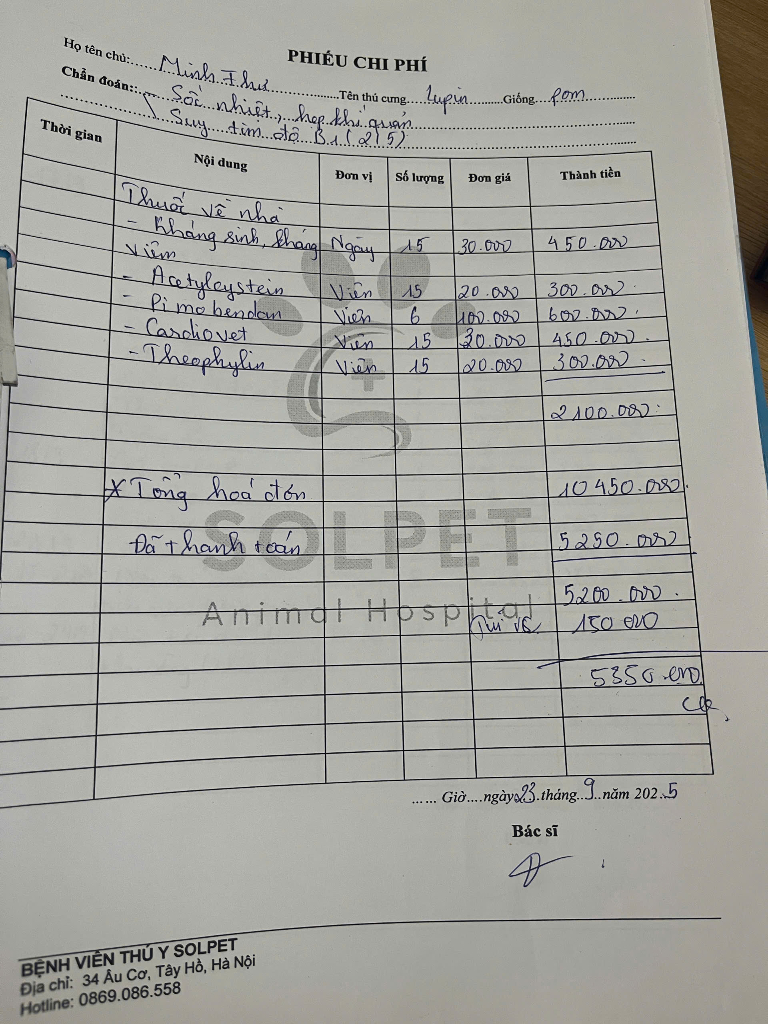 PHIẾU CHI PHÍ
Họ tên chủ:......Minh Thư..................Tên thú cưng....Lupin.........Giống....pom............
Chẩn đoán:.....Sốc nhiệt, hẹp khí quản..............
Suy tim độ B1 (2/5)
Thời gian Nội dung Đơn vị Số lượng Đơn giá Thành tiền
Thuốc về nhà
- Kháng sinh, kháng viêm Ngày 15 30.000 450.000
- Acetylcystein Viên 15 20.000 300.000
- Pimobendan Viên 6 100.000 600.000
- Cardiovet Viên 15 30.000 450.000
- Theophylin Viên 15 20.000 300.000
2100.000
* Tổng hoá đơn 10 450.000
Đã thanh toán 5 250.000
5200.000
150 000
5350.000
CK
SOLPET
Animal Hospital
...... Giờ....ngày 23 tháng 9 năm 2025
Bác sĩ
BỆNH VIỆN THÚ Y SOLPET
Địa chỉ: 34 Âu Cơ, Tây Hồ, Hà Nội
Hotline: 0869.086.558